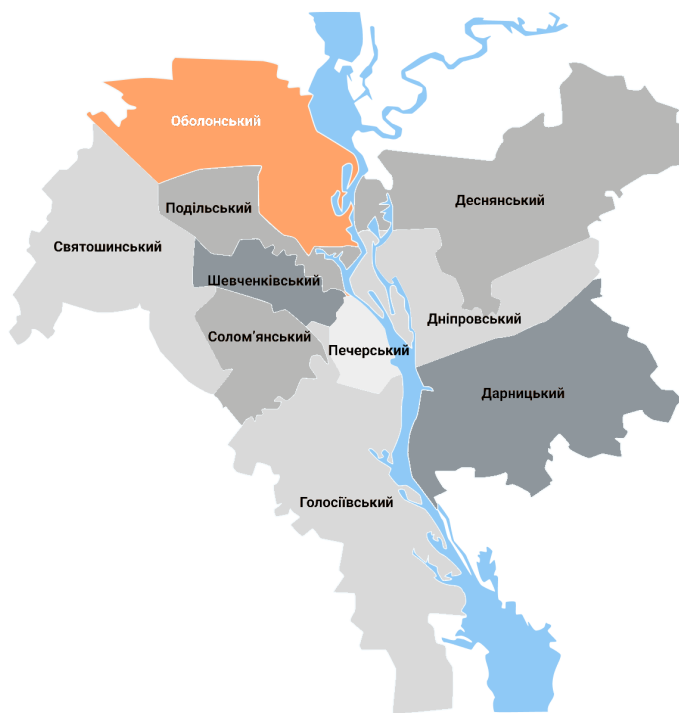 Оболонський
Деснянський
Подільський
Святошинський
Шевченківський
Дніпровський
Солом’янський
Печерський
Дарницький
Голосіївський